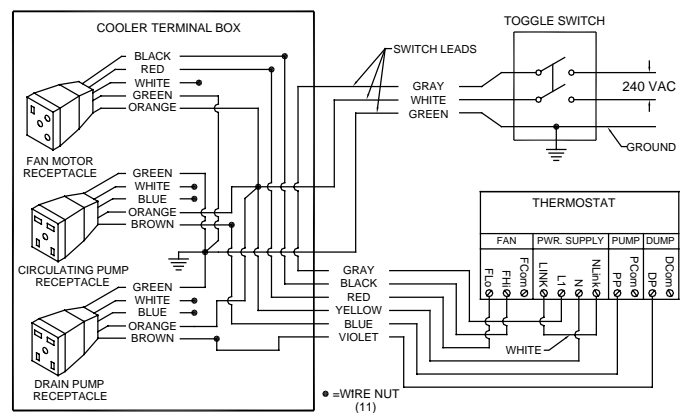 COOLER TERMINAL BOX
TOGGLE SWITCH
BLACK
RED
WHITE
GREEN
ORANGE
FAN MOTOR
RECEPTACLE
SWITCH LEADS
GRAY
WHITE
GREEN
240 VAC
GROUND
GREEN
WHITE
BLUE
ORANGE
BROWN
CIRCULATING PUMP
RECEPTACLE
THERMOSTAT
FAN
PWR. SUPPLY
PUMP
DUMP
FLo
FHi
FCom
LINK
L1
N
NLink
PP
PCom
DP
DCom
GREEN
WHITE
BLUE
ORANGE
BROWN
DRAIN PUMP
RECEPTACLE
GRAY
BLACK
RED
YELLOW
BLUE
VIOLET
WHITE
=WIRE NUT
(11)